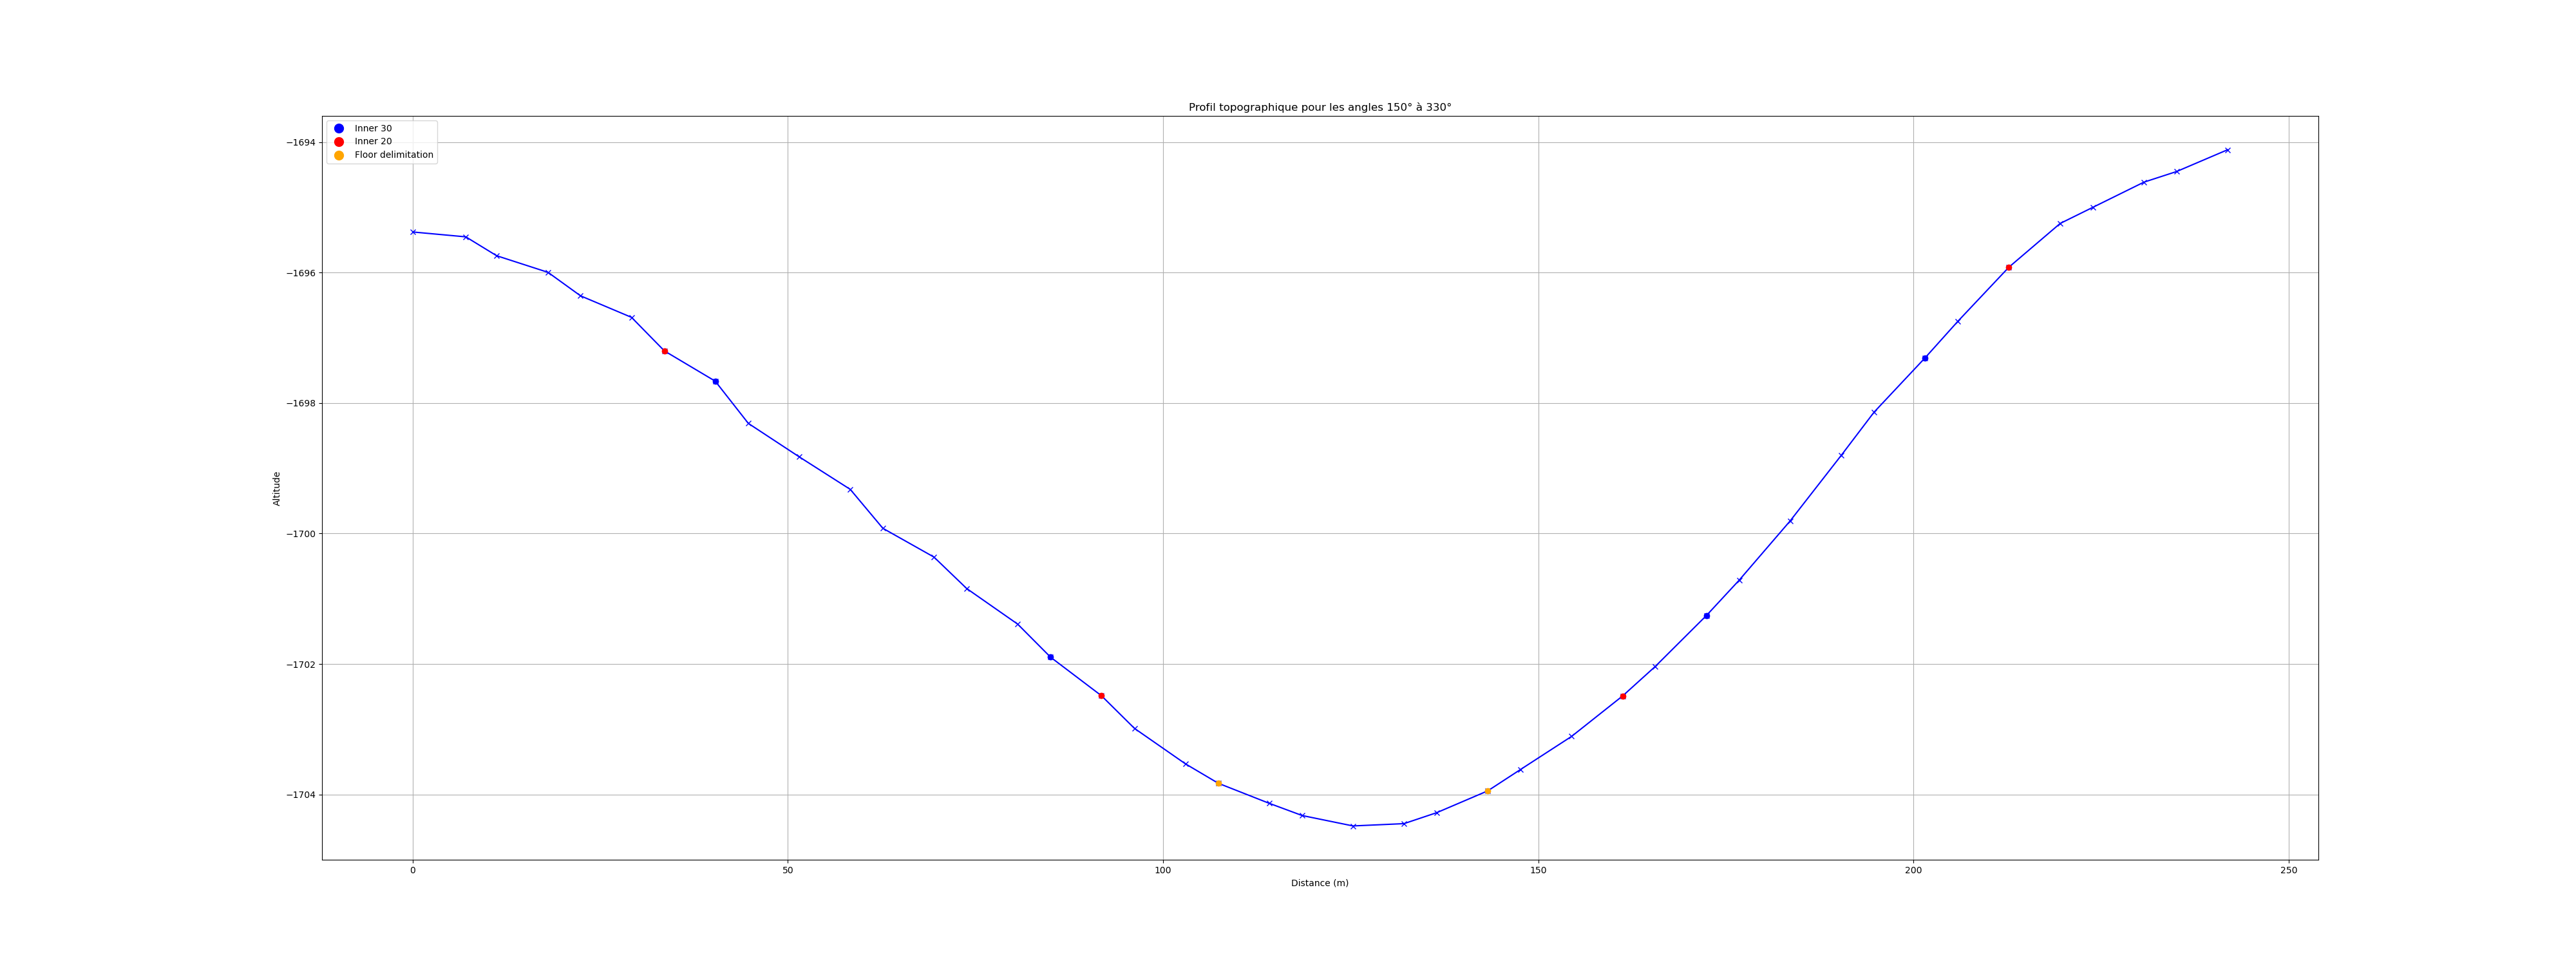 Profil topographique pour les angles 150° à 330°
Inner 30
Inner 20
Floor delimitation
−1694
−1696
−1698
−1700
−1702
−1704
Altitude
0 50 100 150 200 250
Distance (m)